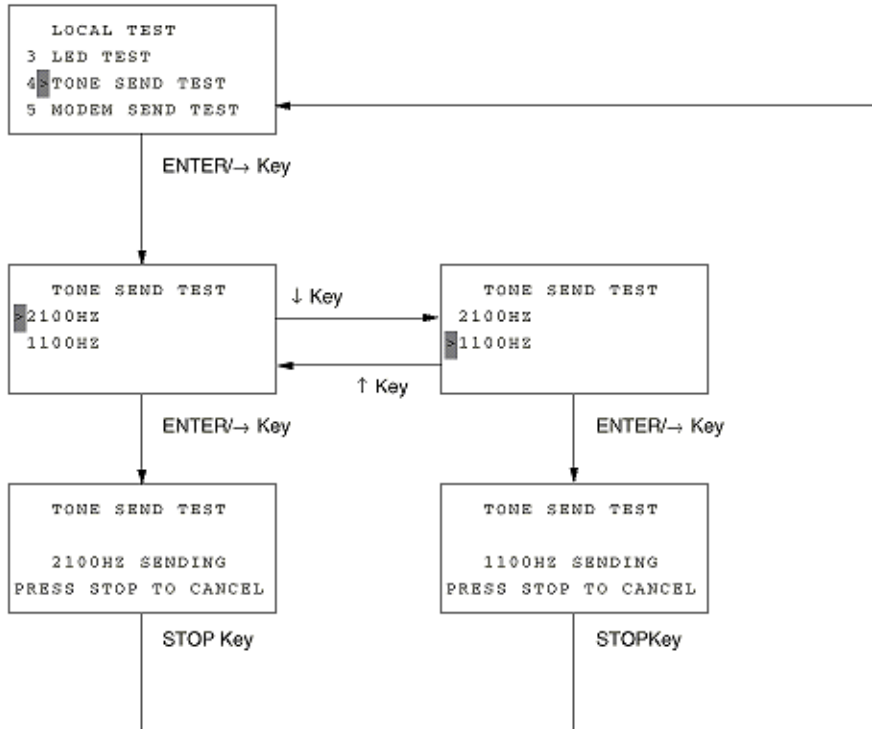 LOCAL TEST
3 LED TEST
4>TONE SEND TEST
5 MODEM SEND TEST
ENTER/→ Key
TONE SEND TEST
>2100HZ
1100HZ
↓ Key
↑ Key
TONE SEND TEST
2100HZ
>1100HZ
ENTER/→ Key
ENTER/→ Key
TONE SEND TEST
2100HZ SENDING
PRESS STOP TO CANCEL
TONE SEND TEST
1100HZ SENDING
PRESS STOP TO CANCEL
STOP Key
STOPKey